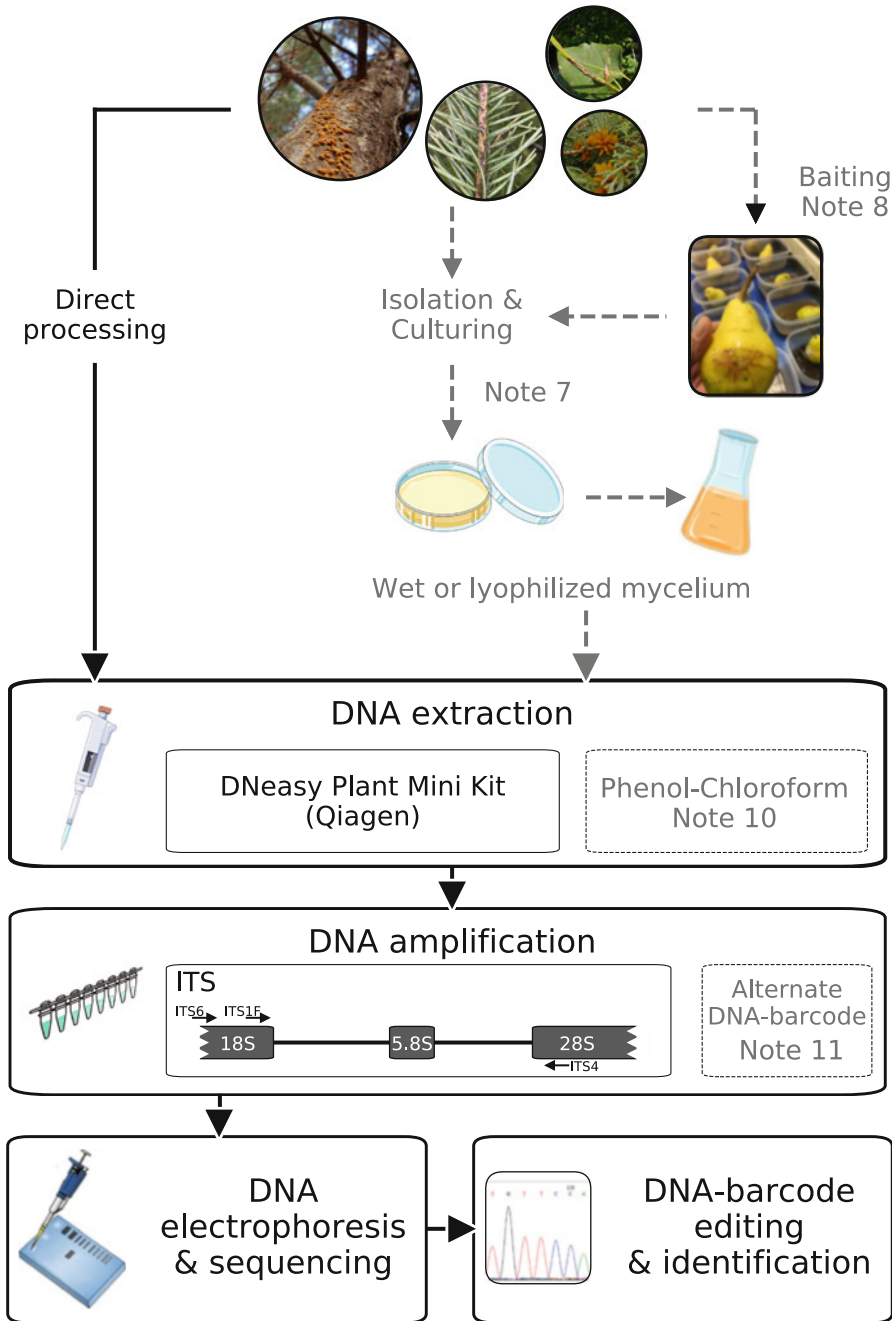 Baiting
Note 8
Direct
processing
Isolation &
Culturing
Note 7
Wet or lyophilized mycelium
DNA extraction
DNeasy Plant Mini Kit
(Qiagen)
Phenol-Chloroform
Note 10
DNA amplification
ITS
ITS6
ITS1F
18S
5.8S
28S
ITS4
Alternate
DNA-barcode
Note 11
DNA
electrophoresis
& sequencing
DNA-barcode
editing
& identification